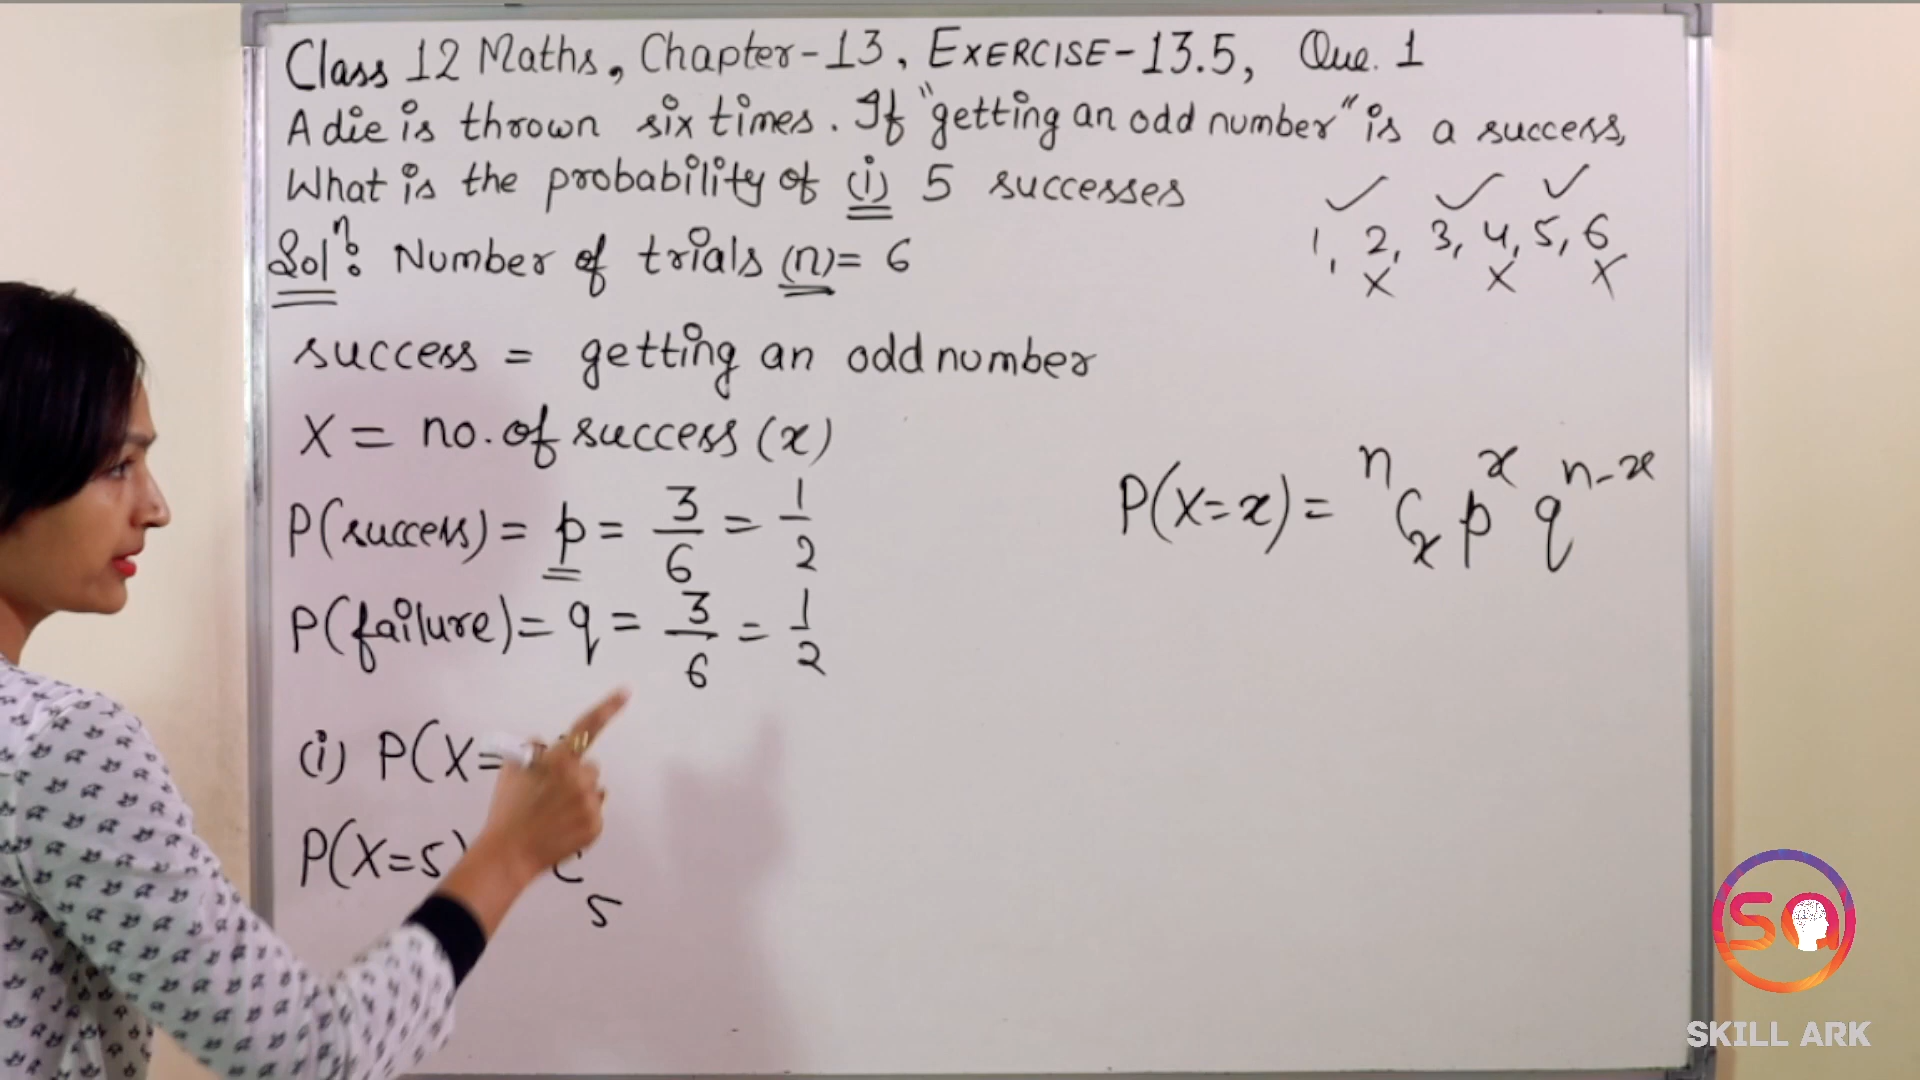 Class 12 Maths, Chapter-13, EXERCISE-13.5, Que. 1
A die is thrown six times. If "getting an odd number" is a success,
What is the probability of (i) 5 successes
1, 2, 3, 4, 5, 6
Solⁿ: Number of trials (n)= 6
success = getting an odd number
X = no. of success (x)
P(X=x) = ⁿCₓ pˣ qⁿ⁻ˣ
P(success) = p = 3/6 = 1/2
P(failure) = q = 3/6 = 1/2
(i) P(X=
P(X=5) C₅
SA
SKILL ARK